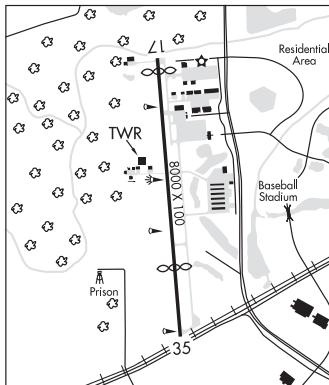 17
Residential
Area
TWR
8000 X 100
Baseball
Stadium
Prison
35